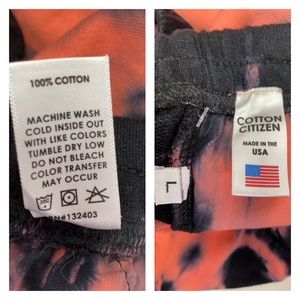 100% COTTON
MACHINE WASH
COLD INSIDE OUT
WITH LIKE COLORS
TUMBLE DRY LOW
DO NOT BLEACH
COLOR TRANSFER
MAY OCCUR
30C
RN#132403
L
COTTON
CITIZEN
MADE IN THE
USA